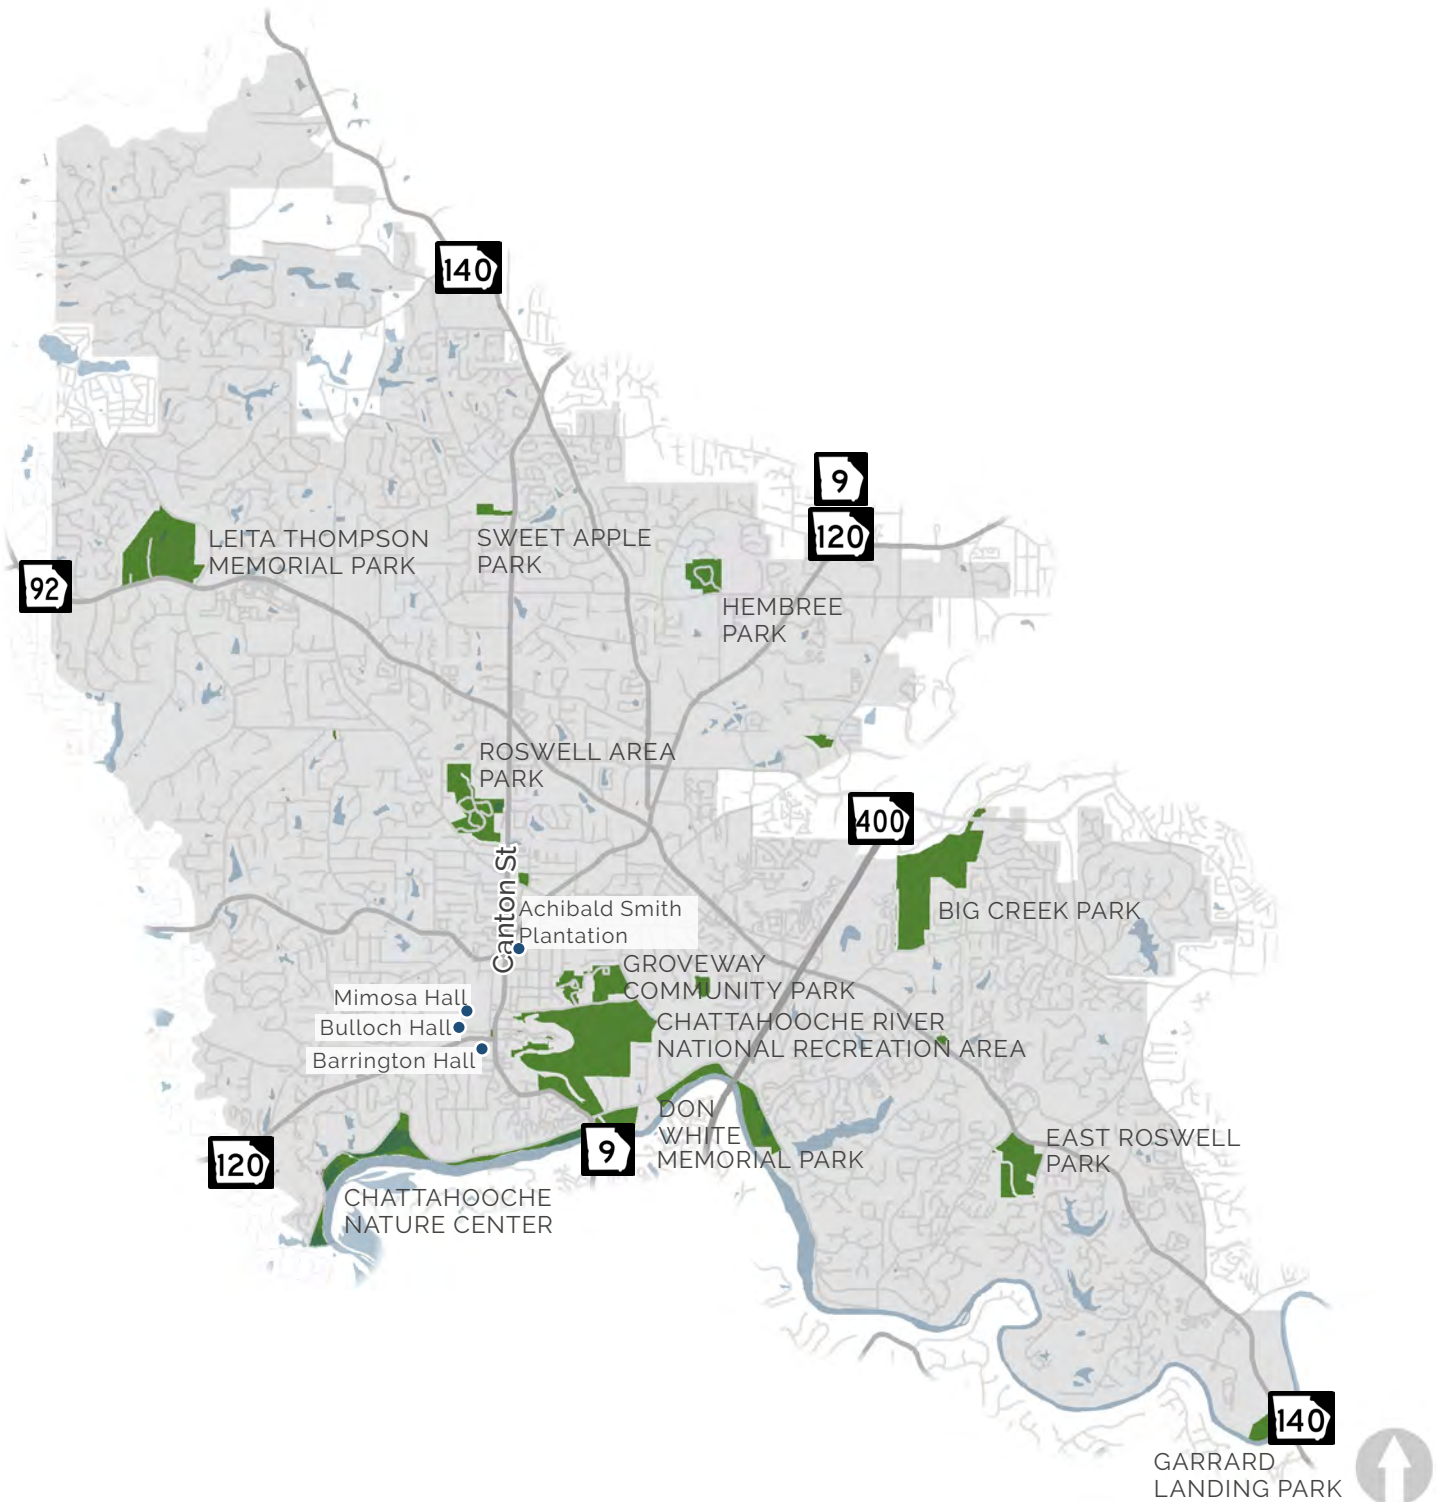 140
9
120
LEITA THOMPSON
MEMORIAL PARK
SWEET APPLE
PARK
92
HEMBREE
PARK
ROSWELL AREA
PARK
400
Canton St
Achibald Smith
Plantation
BIG CREEK PARK
GROVEWAY
COMMUNITY PARK
Mimosa Hall
Bulloch Hall
Barrington Hall
CHATTAHOOCHE RIVER
NATIONAL RECREATION AREA
DON
WHITE
MEMORIAL PARK
9
120
EAST ROSWELL
PARK
CHATTAHOOCHE
NATURE CENTER
140
GARRARD
LANDING PARK